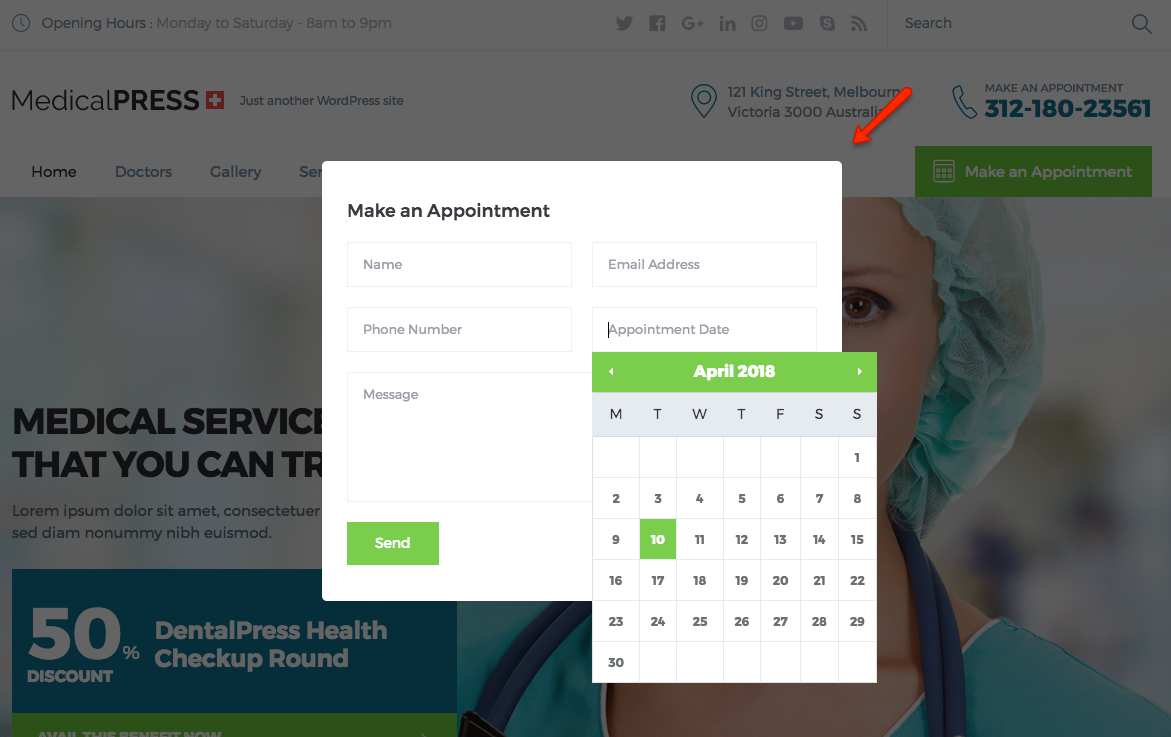 Opening Hours : Monday to Saturday - 8am to 9pm
Search
MedicalPRESS
Just another WordPress site
121 King Street, Melbourn
Victoria 3000 Australia
MAKE AN APPOINTMENT
312-180-23561
Home
Doctors
Gallery
Ser
Make an Appointment
Make an Appointment
Name
Email Address
Phone Number
Appointment Date
Message
Send
April 2018
M T W T F S S
1
2 3 4 5 6 7 8
9 10 11 12 13 14 15
16 17 18 19 20 21 22
23 24 25 26 27 28 29
30
MEDICAL SERVICE
THAT YOU CAN TR
Lorem ipsum dolor sit amet, consectetuer
sed diam nonummy nibh euismod.
50%
DISCOUNT
DentalPress Health
Checkup Round
AVAIL THIS BENEFIT NOW